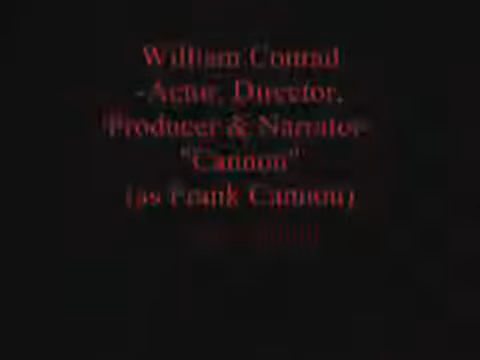 William Conrad
-Actor, Director,
Producer & Narrator-
"Cannon"
(as Frank Cannon)